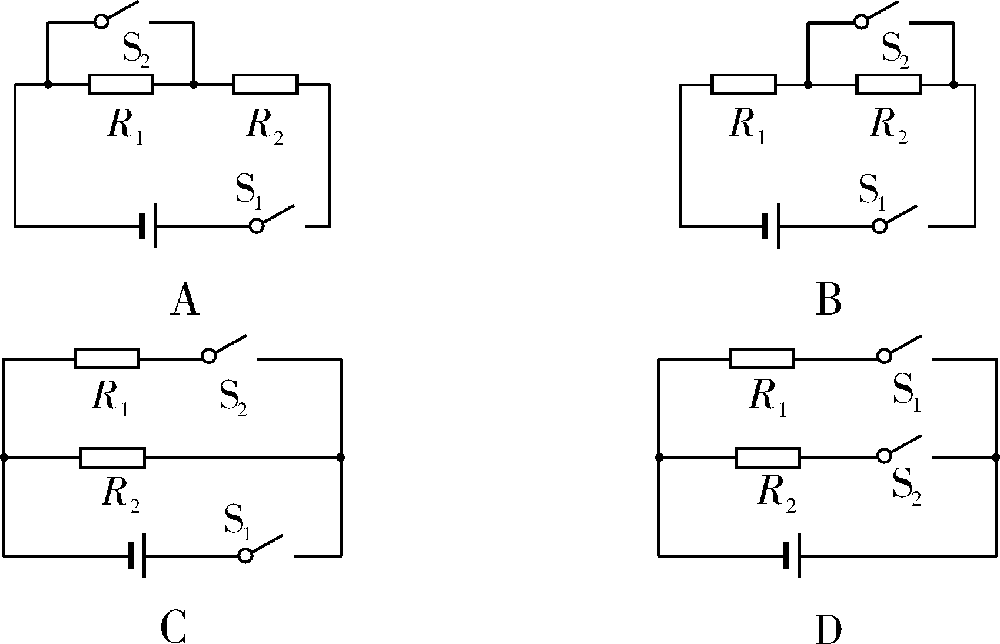 S₂ S₂
R₁ R₂ R₁ R₂
S₁ S₁
A B
R₁ S₂ R₁ S₁
R₂ S₁ R₂ S₂
C D